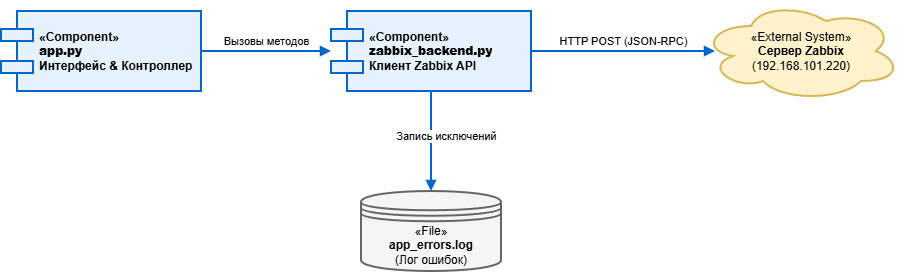 «Component»
app.py
Интерфейс & Контроллер
Вызовы методов
«Component»
zabbix_backend.py
Клиент Zabbix API
HTTP POST (JSON-RPC)
«External System»
Сервер Zabbix
(192.168.101.220)
Запись исключений
«File»
app_errors.log
(Лог ошибок)